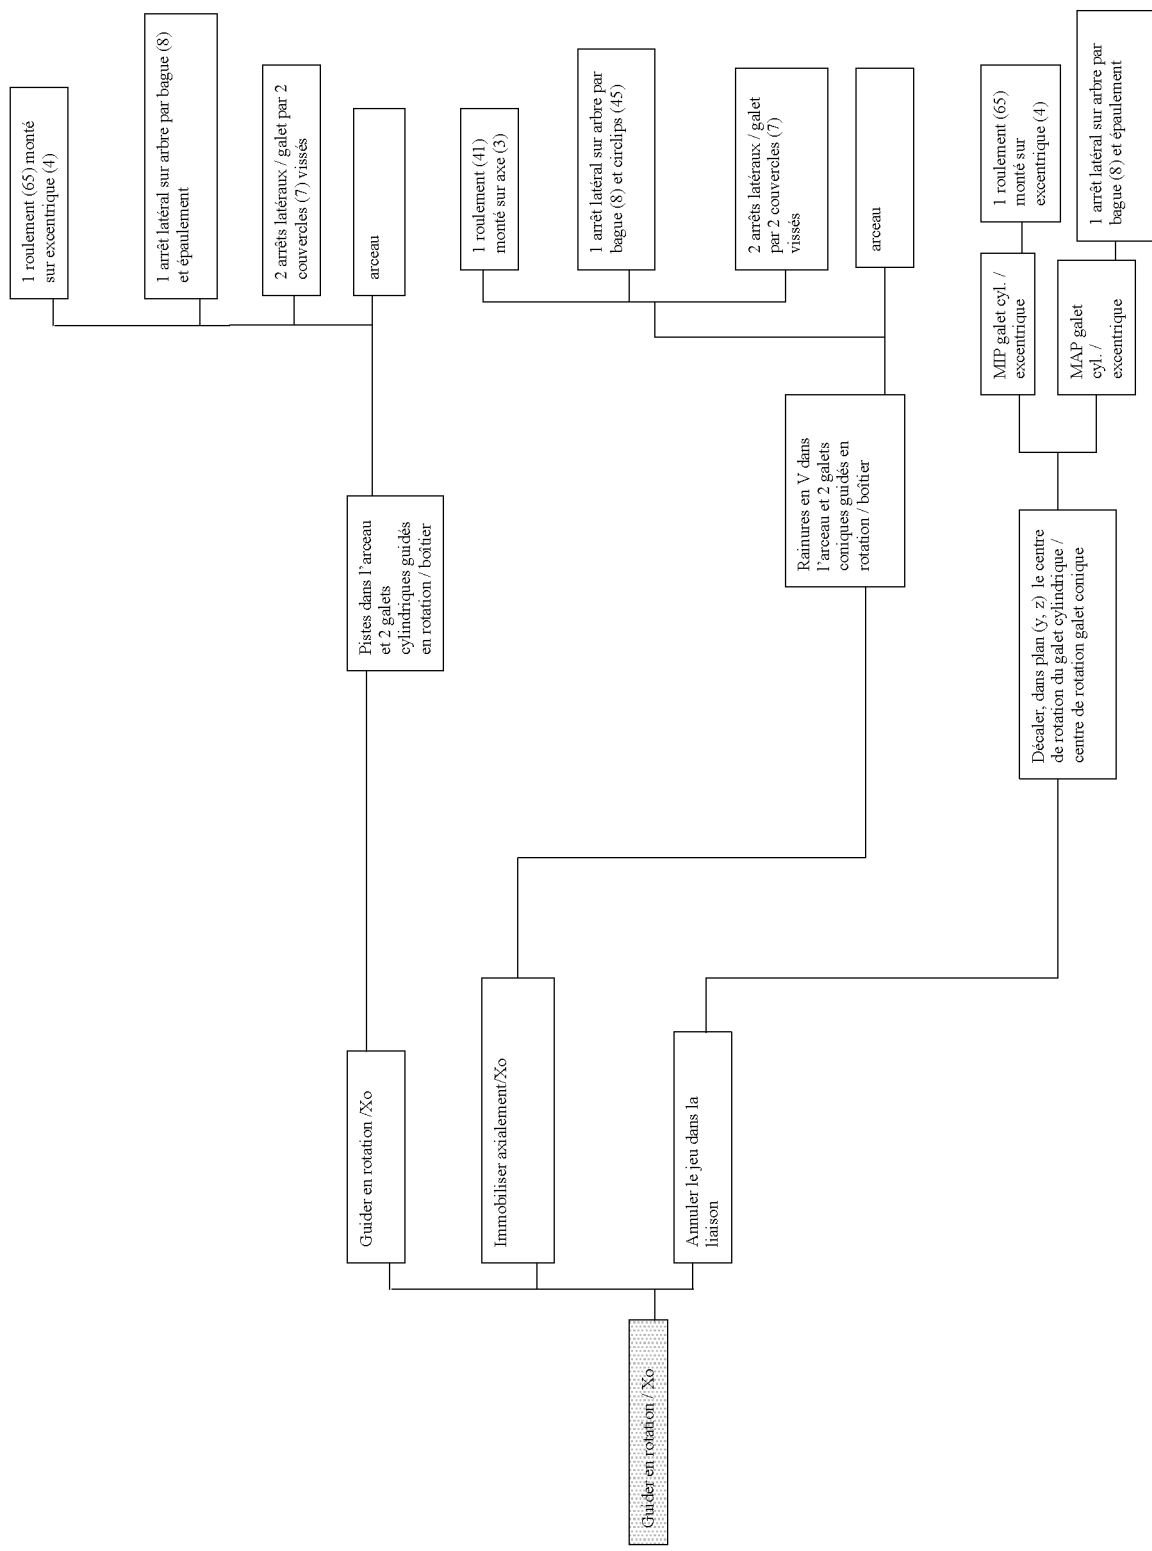 Guider en rotation / Xo
Guider en rotation /Xo
Pistes dans l'arceau
et 2 galets
cylindriques guidés
en rotation / boîtier
1 roulement (65) monté
sur excentrique (4)
1 arrêt latéral sur arbre par bague (8)
et épaulement
2 arrêts latéraux / galet par 2
couvercles (7) vissés
arceau
Immobiliser axialement/Xo
Rainures en V dans
l'arceau et 2 galets
coniques guidés en
rotation / boîtier
1 roulement (41)
monté sur axe (3)
1 arrêt latéral sur arbre par
bague (8) et circlips (45)
2 arrêts latéraux / galet
par 2 couvercles (7)
vissés
arceau
Annuler le jeu dans la
liaison
Décaler, dans plan (y, z) le centre
de rotation du galet cylindrique /
centre de rotation galet conique
MIP galet cyl. /
excentrique
1 roulement (65)
monté sur
excentrique (4)
MAP galet
cyl. /
excentrique
1 arrêt latéral sur arbre par
bague (8) et épaulement